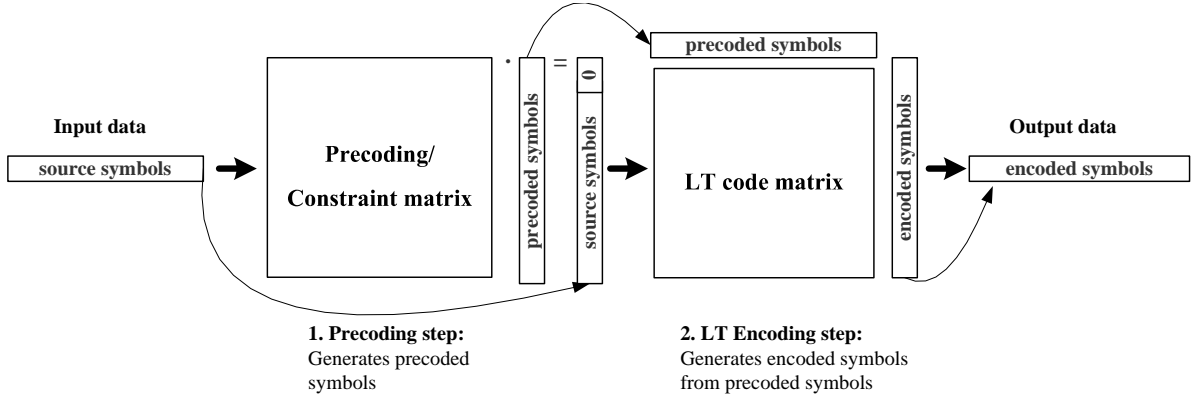 Input data
source symbols
Precoding/
Constraint matrix
·
precoded symbols
=
0
source symbols
precoded symbols
LT code matrix
encoded symbols
Output data
encoded symbols
1. Precoding step:
Generates precoded
symbols
2. LT Encoding step:
Generates encoded symbols
from precoded symbols